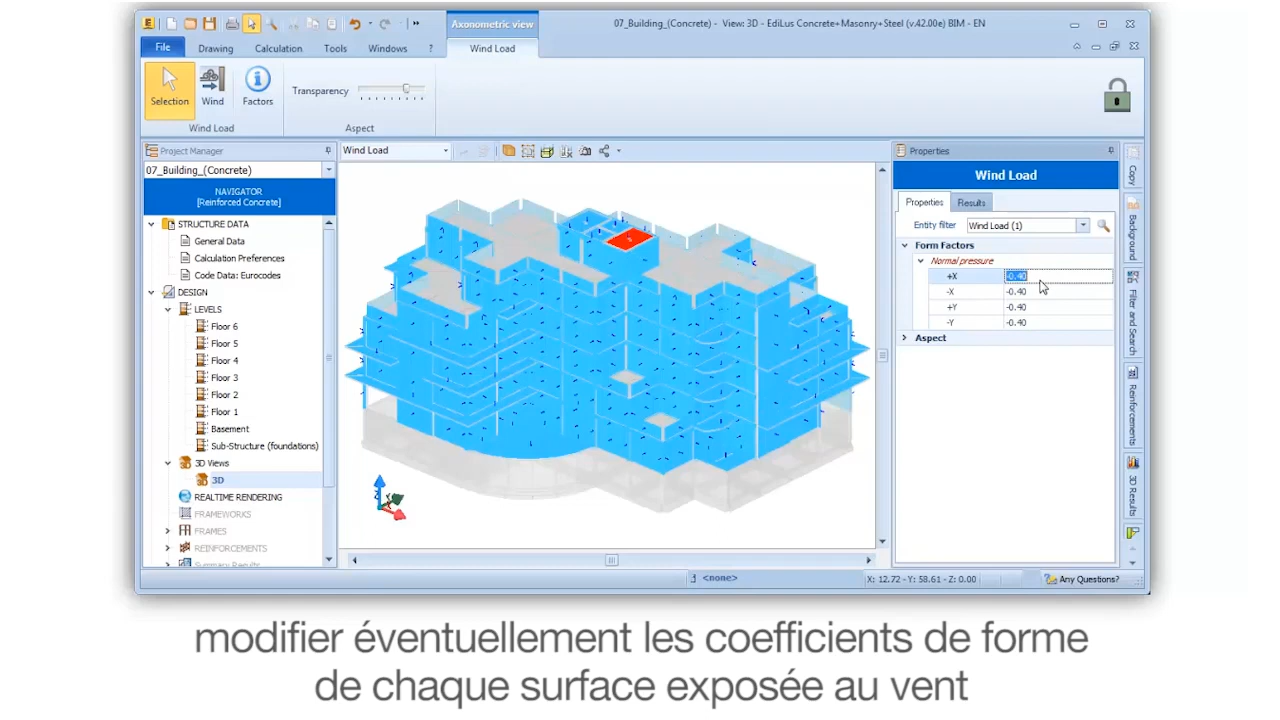 Axonometric view
07_Building_(Concrete) - View: 3D - EdiLus Concrete+Masonry+Steel (v.42.00e) BIM - EN
File
Drawing
Calculation
Tools
Windows
?
Wind Load
Selection
Wind
Factors
Transparency
Wind Load
Aspect
Project Manager
07_Building_(Concrete)
NAVIGATOR
[Reinforced Concrete]
STRUCTURE DATA
General Data
Calculation Preferences
Code Data: Eurocodes
DESIGN
LEVELS
Floor 6
Floor 5
Floor 4
Floor 3
Floor 2
Floor 1
Basement
Sub-Structure (foundations)
3D Views
3D
REALTIME RENDERING
FRAMEWORKS
FRAMES
REINFORCEMENTS
Summary Results
Wind Load
Properties
Wind Load
Properties
Results
Entity filter
Wind Load (1)
Form Factors
Normal pressure
+X -0.40
-X -0.40
+Y -0.40
-Y -0.40
Aspect
Copy
Background
Filter and Search
Reinforcements
3D Results
<none>
X: 12.72 - Y: 58.61 - Z: 0.00
Any Questions?
modifier éventuellement les coefficients de forme
de chaque surface exposée au vent